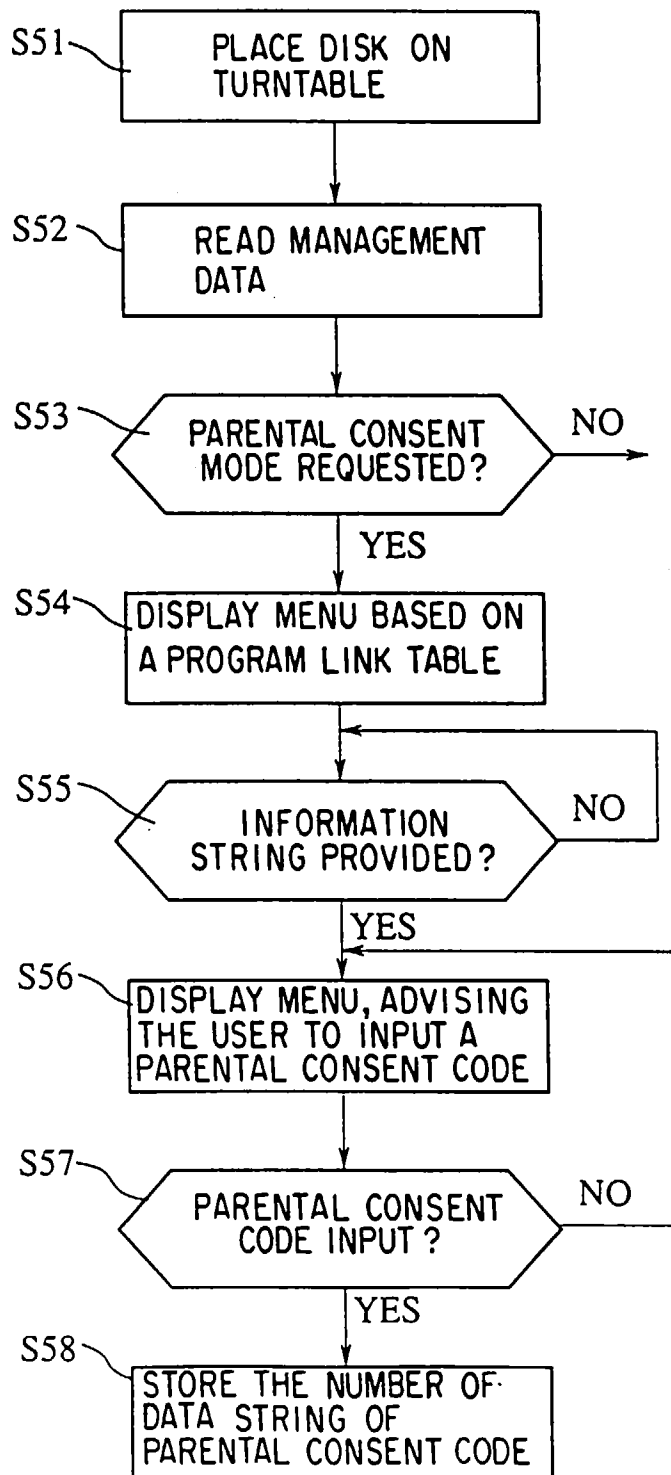 S51
PLACE DISK ON
TURNTABLE
S52
READ MANAGEMENT
DATA
S53
PARENTAL CONSENT
MODE REQUESTED?
NO
YES
S54
DISPLAY MENU BASED ON
A PROGRAM LINK TABLE
S55
INFORMATION
STRING PROVIDED?
NO
YES
S56
DISPLAY MENU, ADVISING
THE USER TO INPUT A
PARENTAL CONSENT CODE
S57
PARENTAL CONSENT
CODE INPUT?
NO
YES
S58
STORE THE NUMBER OF
DATA STRING OF
PARENTAL CONSENT CODE